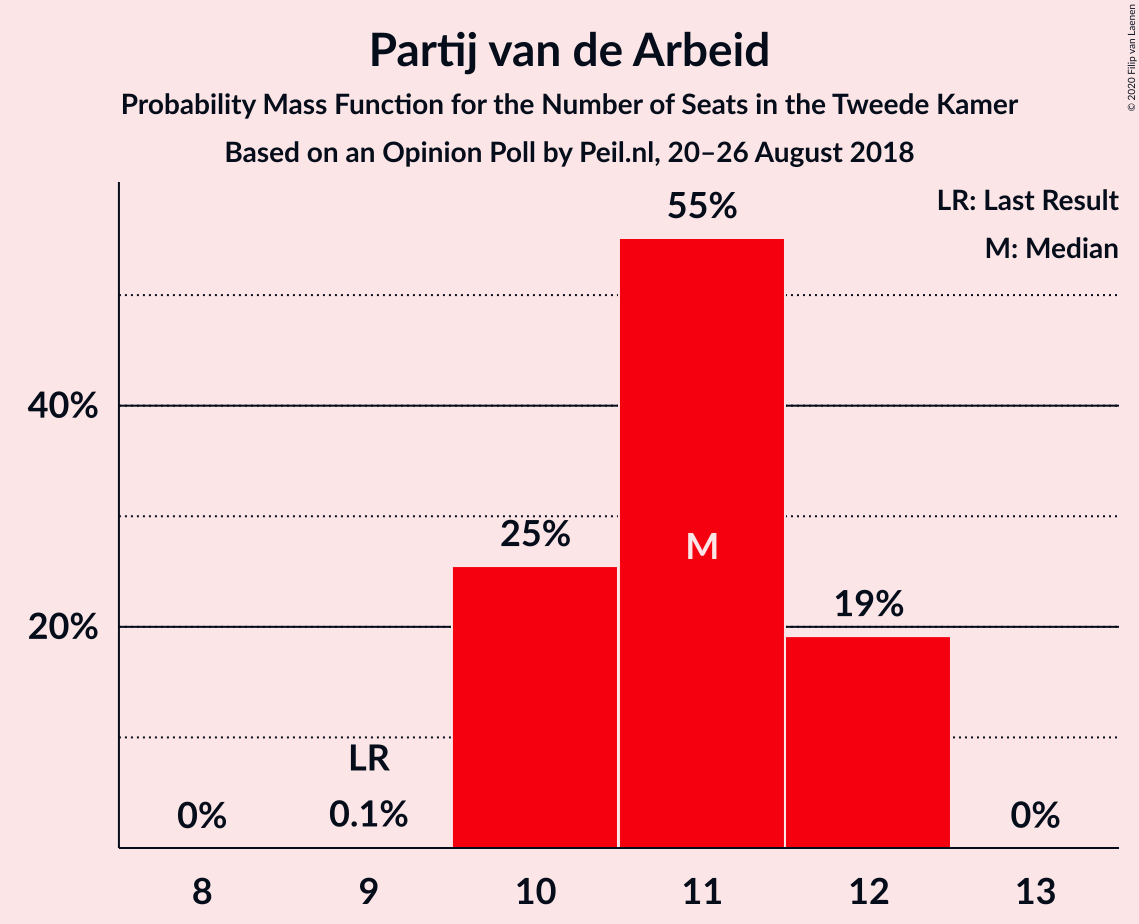 Partij van de Arbeid
Probability Mass Function for the Number of Seats in the Tweede Kamer
Based on an Opinion Poll by Peil.nl, 20–26 August 2018
© 2020 Filip van Laenen
LR: Last Result
M: Median
55%
40%
25%
M
20%
19%
LR
0%
0.1%
0%
8
9
10
11
12
13